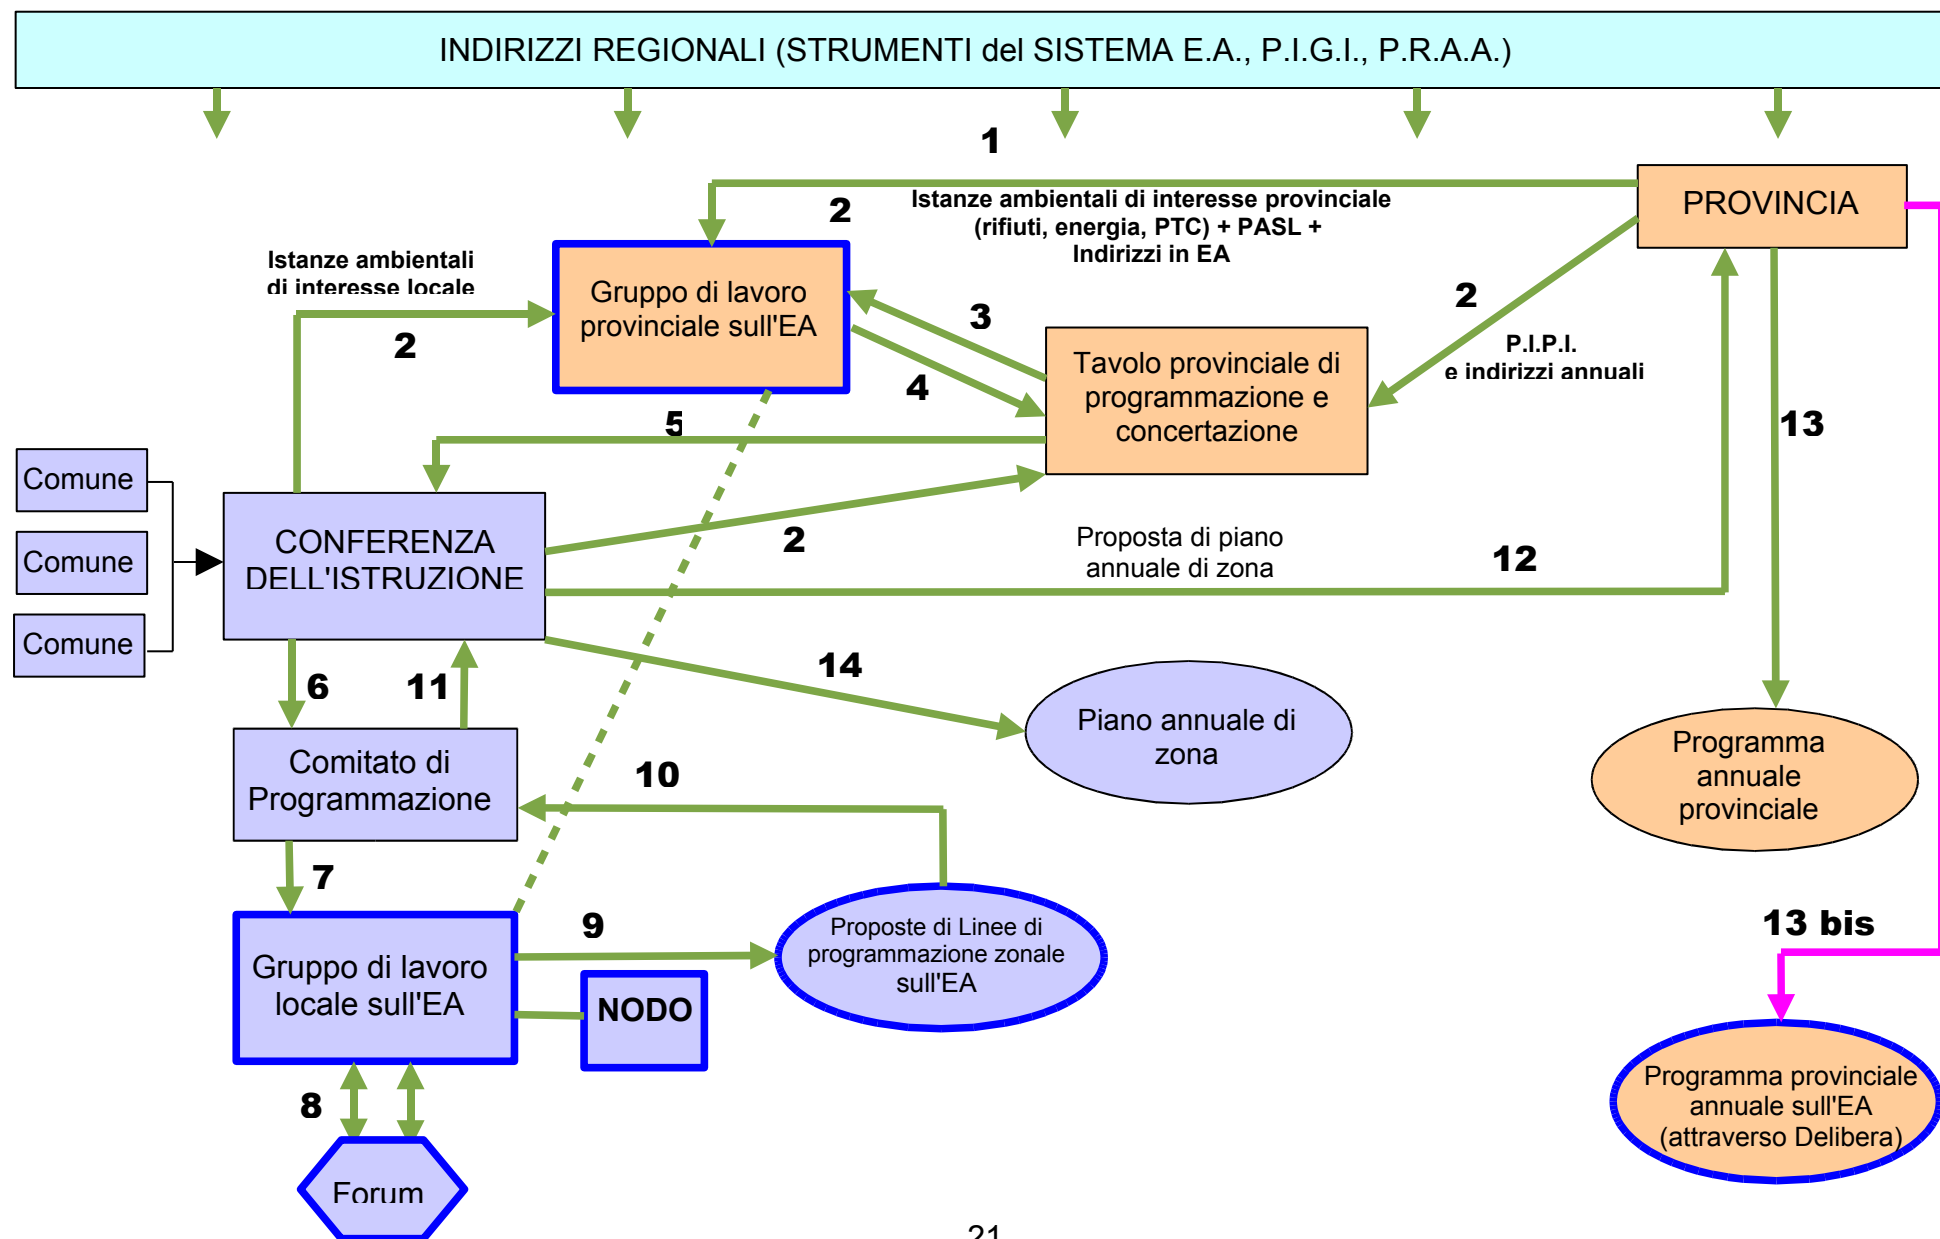 INDIRIZZI REGIONALI (STRUMENTI del SISTEMA E.A., P.I.G.I., P.R.A.A.)
1
PROVINCIA
2
Istanze ambientali di interesse provinciale
(rifiuti, energia, PTC) + PASL +
Indirizzi in EA
Istanze ambientali
di interesse locale
2
Gruppo di lavoro
provinciale sull'EA
3
4
2
P.I.P.I.
e indirizzi annuali
Tavolo provinciale di
programmazione e
concertazione
5
13
Comune
Comune
Comune
CONFERENZA
DELL'ISTRUZIONE
2
Proposta di piano
annuale di zona
12
6
11
14
Piano annuale di
zona
Programma
annuale
provinciale
Comitato di
Programmazione
10
7
9
Proposte di Linee di
programmazione zonale
sull'EA
13 bis
Gruppo di lavoro
locale sull'EA
NODO
8
Programma provinciale
annuale sull'EA
(attraverso Delibera)
Forum
21